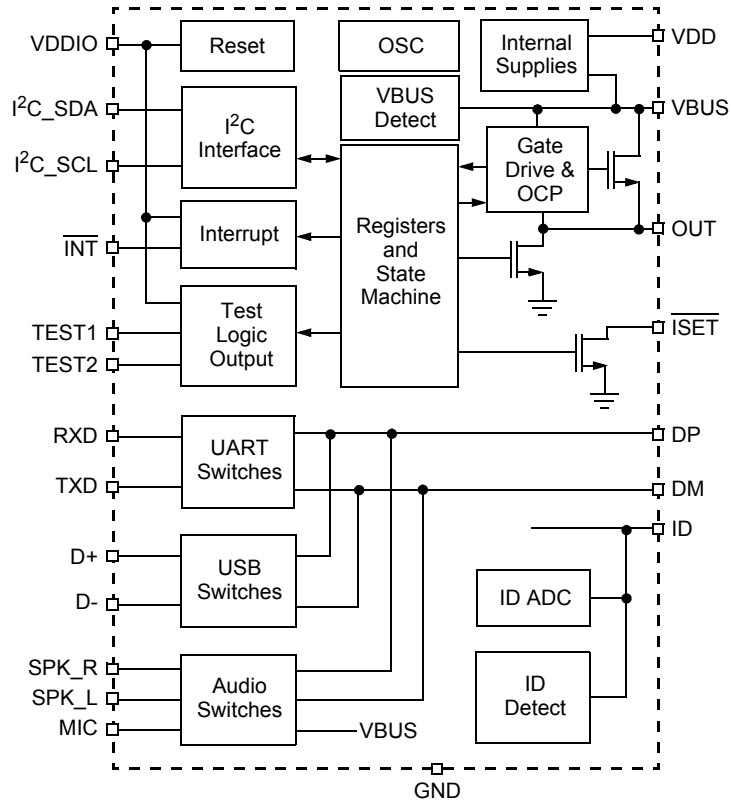 VDDIO
Reset
OSC
Internal
Supplies
VDD
I²C_SDA
I²C_SCL
I²C
Interface
VBUS
Detect
VBUS
Gate
Drive &
OCP
INT
Interrupt
Registers
and
State
Machine
OUT
TEST1
TEST2
Test
Logic
Output
ISET
RXD
TXD
UART
Switches
DP
DM
D+
D-
USB
Switches
ID
ID ADC
SPK_R
SPK_L
MIC
Audio
Switches
VBUS
ID
Detect
GND